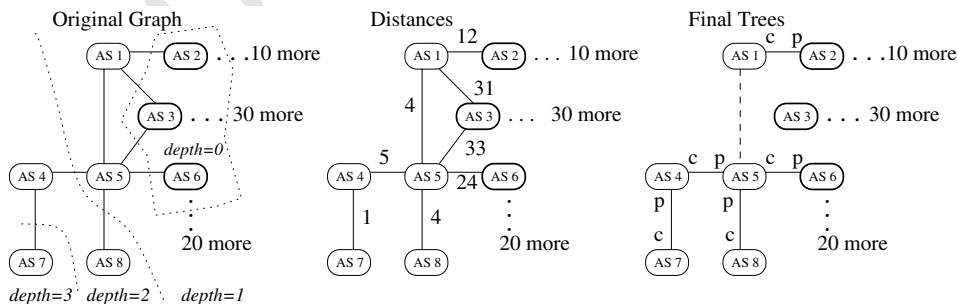 Original Graph
AS 1
AS 2
. . .10 more
AS 3
. . . 30 more
depth=0
AS 4
AS 5
AS 6
20 more
AS 7
AS 8
depth=3
depth=2
depth=1
Distances
12
AS 1
AS 2
. . . 10 more
31
4
AS 3
. . . 30 more
33
5
AS 4
AS 5
AS 6
24
1
4
20 more
AS 7
AS 8
Final Trees
c p
AS 1
AS 2
. . .10 more
AS 3
. . . 30 more
c p
c p
AS 4
AS 5
AS 6
p
p
20 more
c
c
AS 7
AS 8